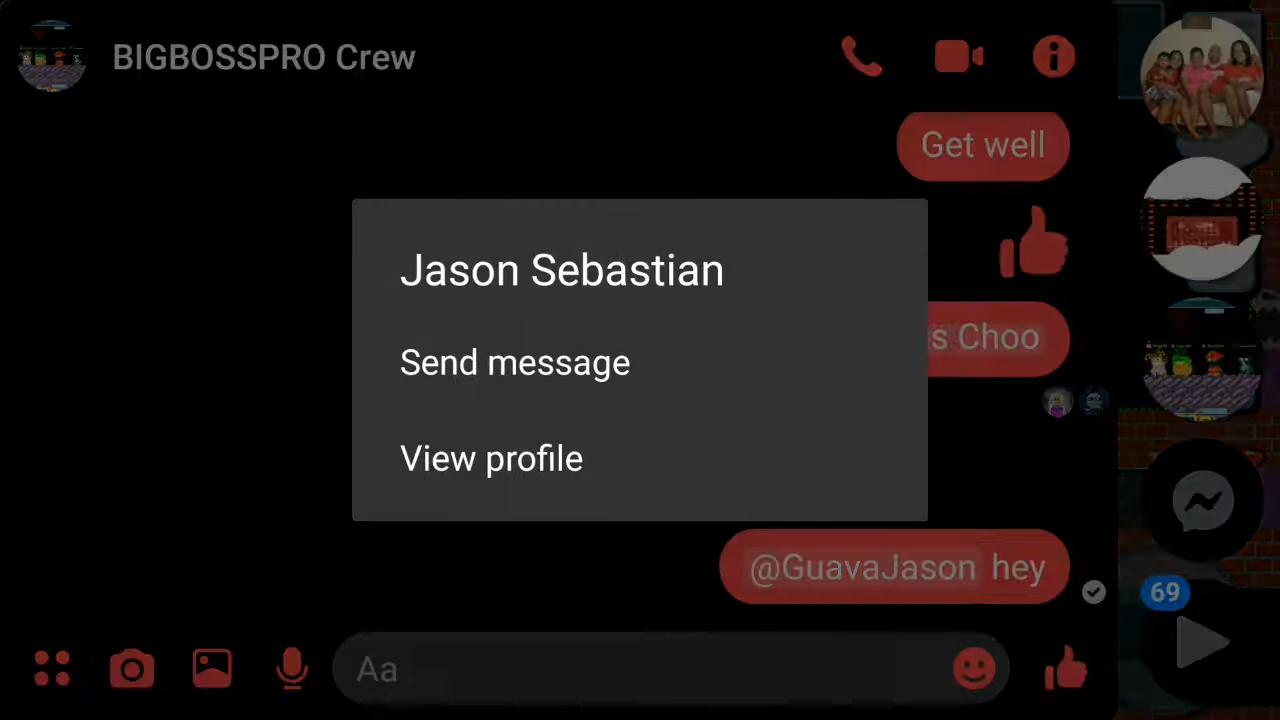 BIGBOSSPRO Crew
Get well
Jason Sebastian
s Choo
Send message
View profile
@GuavaJason hey
69
Aa